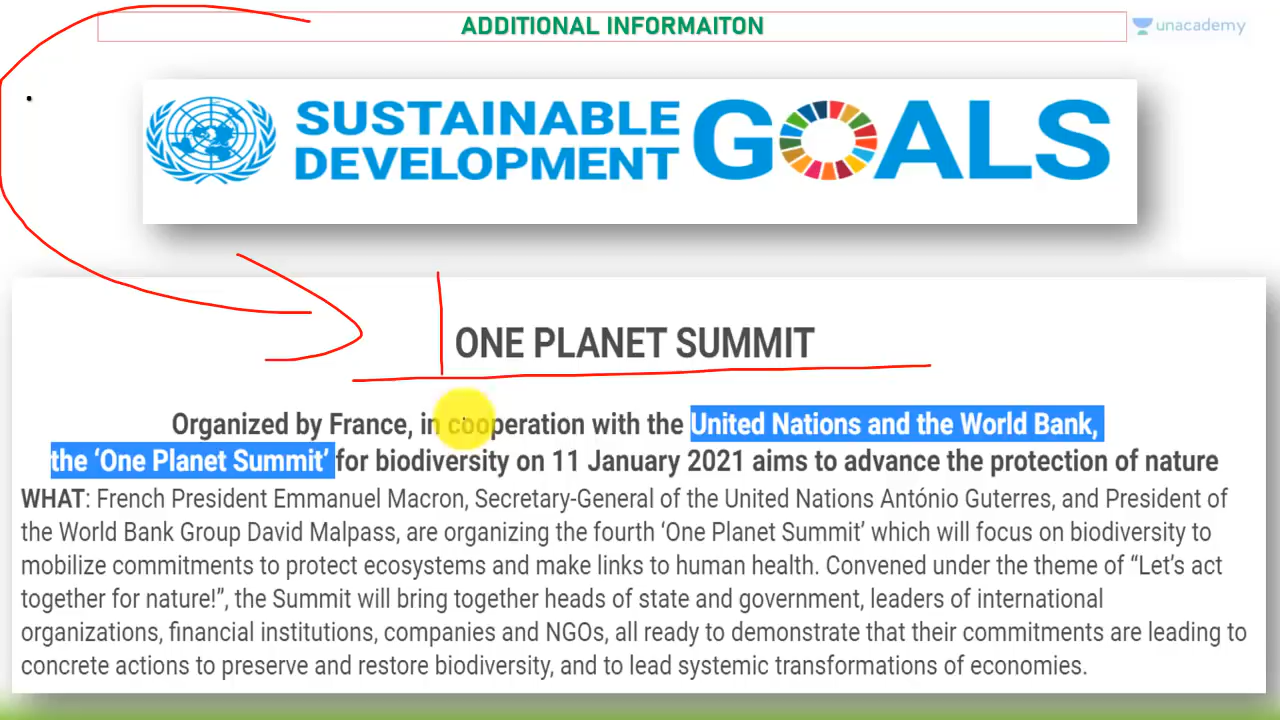 ADDITIONAL INFORMAITON
unacademy
SUSTAINABLE
DEVELOPMENT
GOALS
ONE PLANET SUMMIT
Organized by France, in cooperation with the United Nations and the World Bank,
the ‘One Planet Summit’ for biodiversity on 11 January 2021 aims to advance the protection of nature
WHAT: French President Emmanuel Macron, Secretary-General of the United Nations António Guterres, and President of
the World Bank Group David Malpass, are organizing the fourth ‘One Planet Summit’ which will focus on biodiversity to
mobilize commitments to protect ecosystems and make links to human health. Convened under the theme of “Let’s act
together for nature!”, the Summit will bring together heads of state and government, leaders of international
organizations, financial institutions, companies and NGOs, all ready to demonstrate that their commitments are leading to
concrete actions to preserve and restore biodiversity, and to lead systemic transformations of economies.